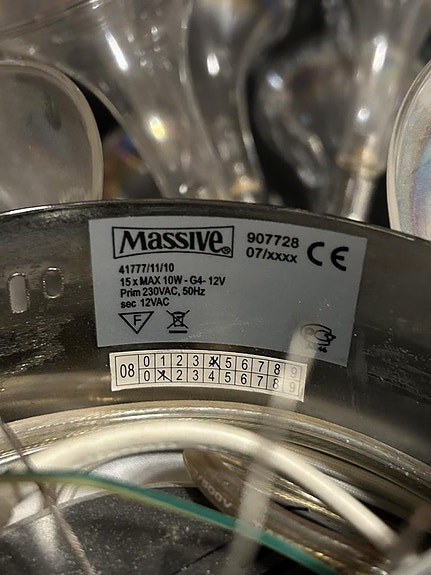 Massive®
907728
07/xxxx
CE
41777/11/10
15 x MAX 10W - G4- 12V
Prim 230VAC, 50Hz
sec 12VAC
F
08
0 1 2 3 4 5 6 7 8 9
0 1 2 3 4 5 6 7 8 9